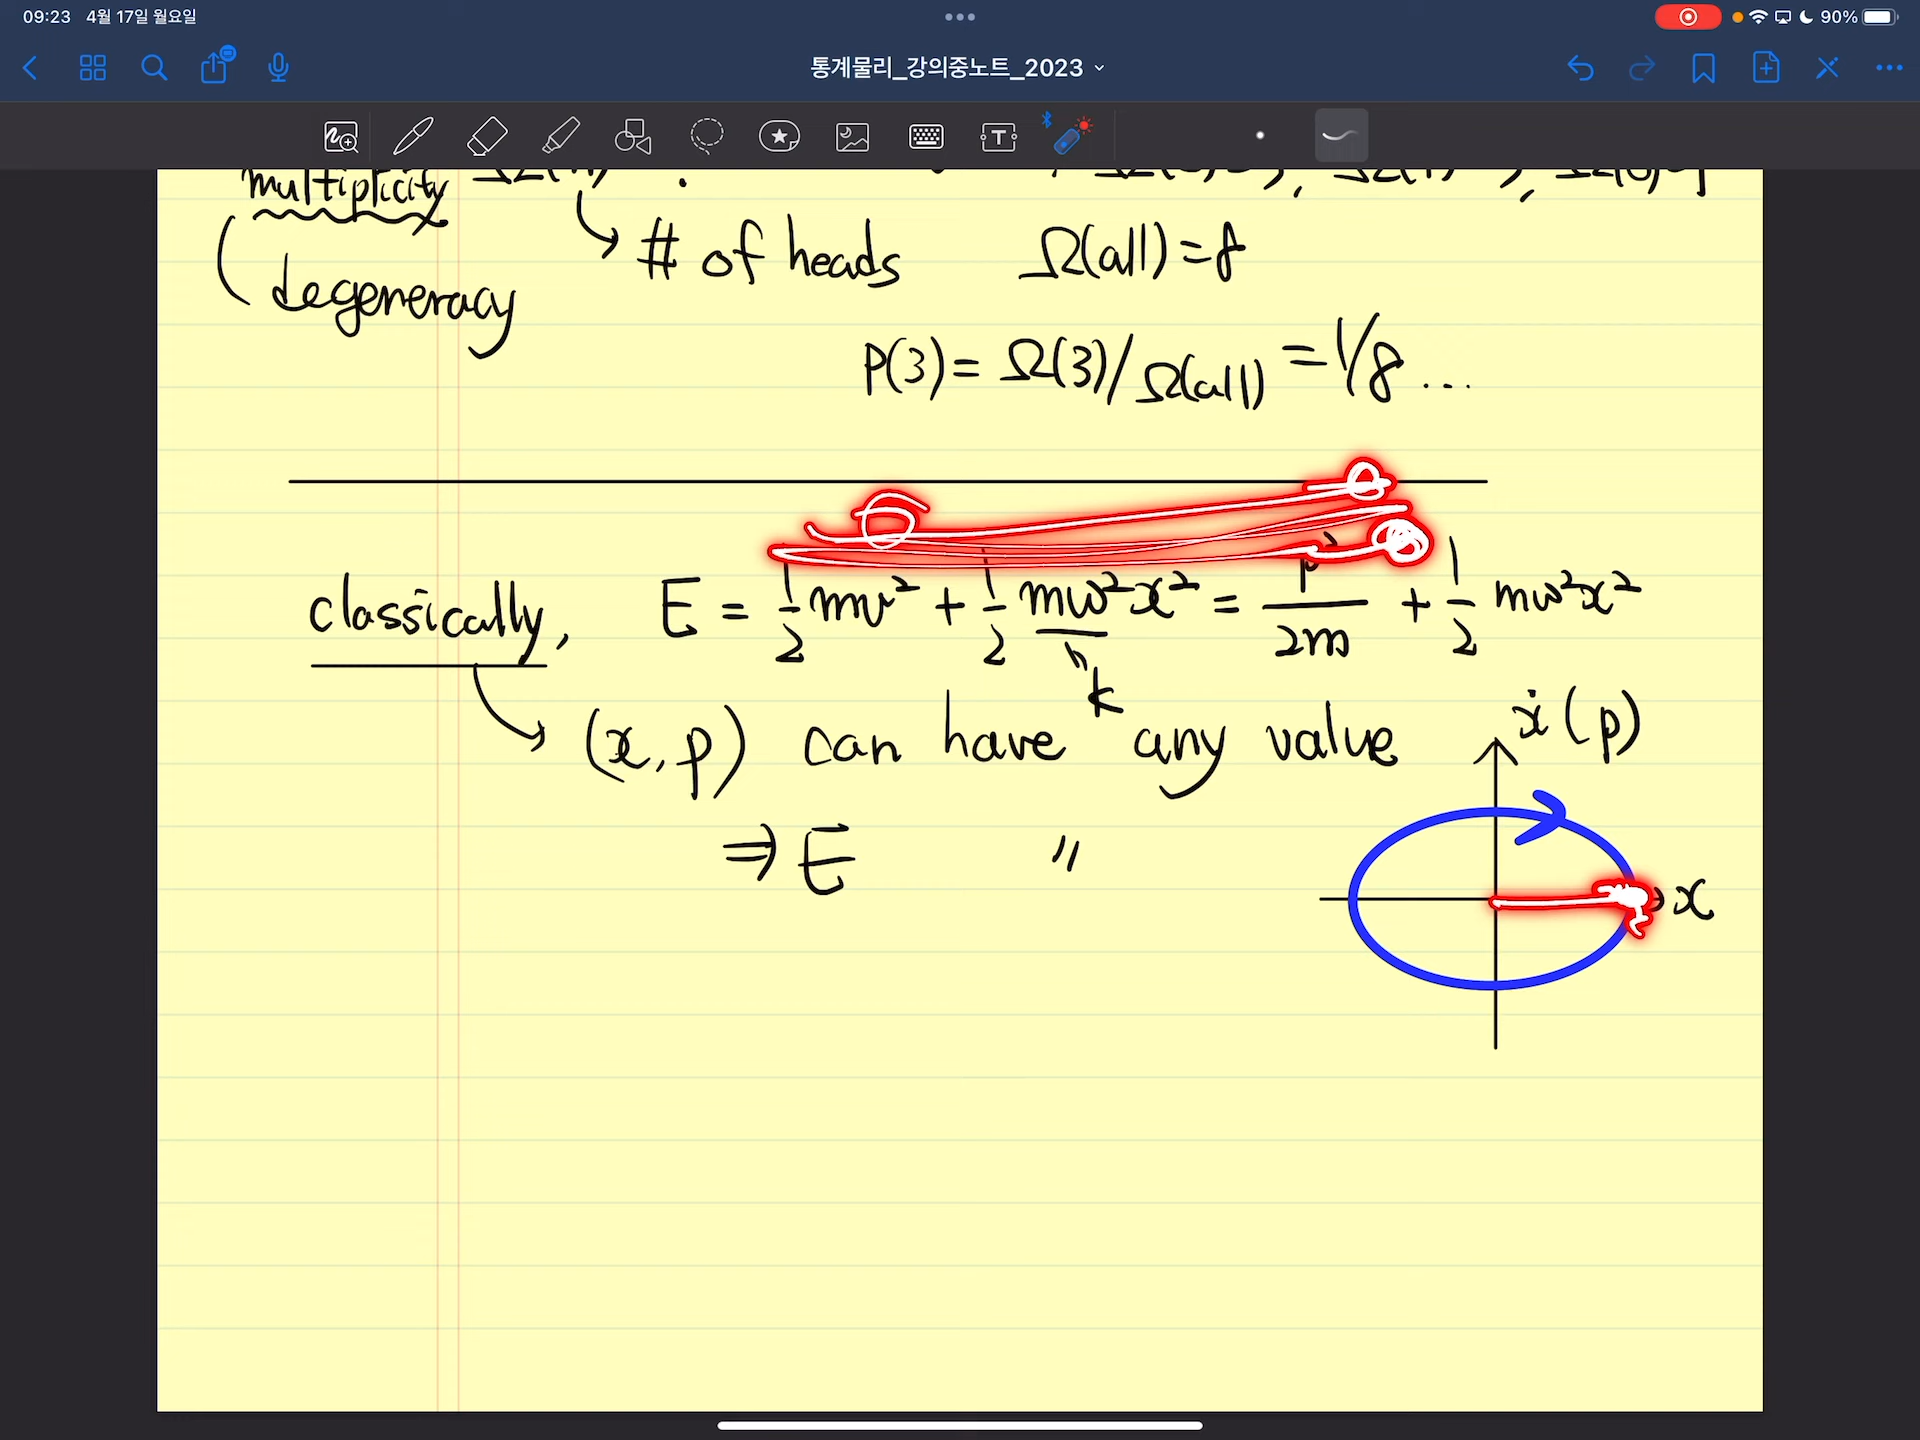 09:23 4월 17일 월요일 90%
통계물리_강의중노트_2023
multiplicity
# of heads Ω(all)=8
( degeneracy
P(3)= Ω(3)/Ω(all) =1/8 ...
classically, E = 1/2 mv² + 1/2 mω²x² = p²/2m + 1/2 mω²x²
k
(x, p) can have any value ẋ(p)
⇒ E 〃
x